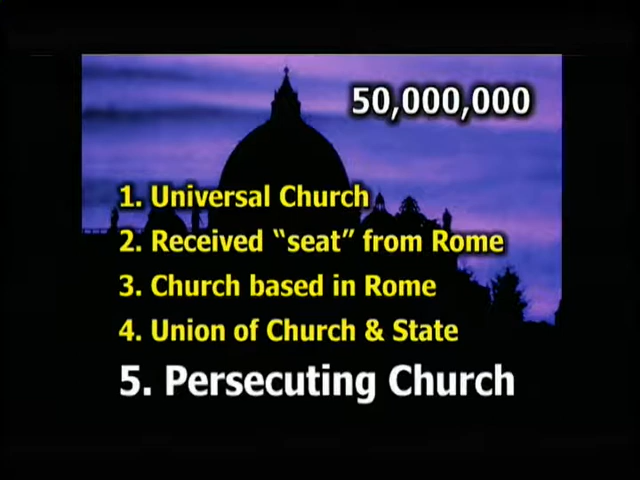 50,000,000
1. Universal Church
2. Received “seat” from Rome
3. Church based in Rome
4. Union of Church & State
5. Persecuting Church